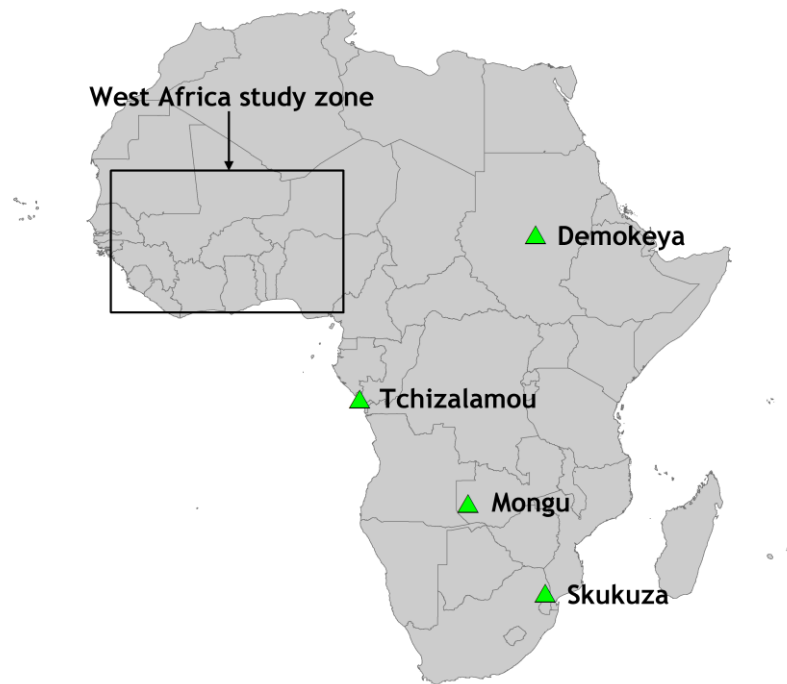 West Africa study zone
Demokeya
Tchizalamou
Mongu
Skukuza